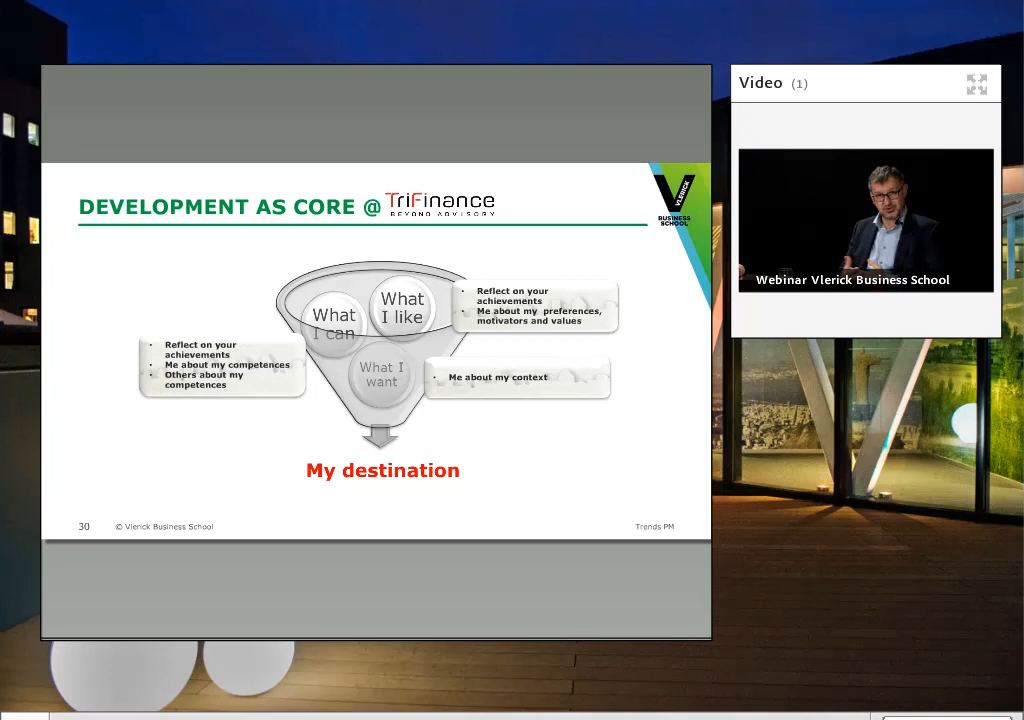 DEVELOPMENT AS CORE @ TriFinance
BEYOND ADVISORY
VLERICK
BUSINESS
SCHOOL
What
I can
What
I like
What I
want
• Reflect on your
achievements
• Me about my preferences,
motivators and values
• Reflect on your
achievements
• Me about my competences
• Others about my
competences
• Me about my context
My destination
30 © Vlerick Business School Trends PM
Video (1)
Webinar Vlerick Business School